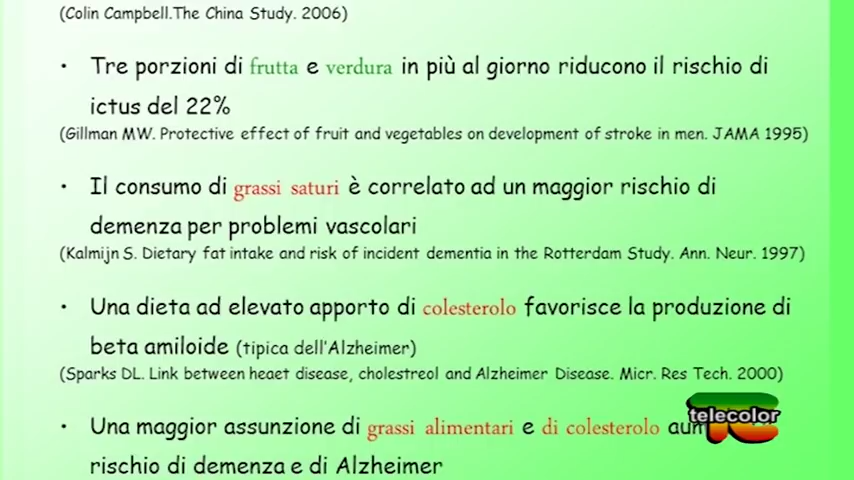 (Colin Campbell.The China Study. 2006)
• Tre porzioni di frutta e verdura in più al giorno riducono il rischio di
ictus del 22%
(Gillman MW. Protective effect of fruit and vegetables on development of stroke in men. JAMA 1995)
• Il consumo di grassi saturi è correlato ad un maggior rischio di
demenza per problemi vascolari
(Kalmijn S. Dietary fat intake and risk of incident dementia in the Rotterdam Study. Ann. Neur. 1997)
• Una dieta ad elevato apporto di colesterolo favorisce la produzione di
beta amiloide (tipica dell'Alzheimer)
(Sparks DL. Link between heaet disease, cholestreol and Alzheimer Disease. Micr. Res Tech. 2000)
• Una maggior assunzione di grassi alimentari e di colesterolo
rischio di demenza e di Alzheimer
telecolor